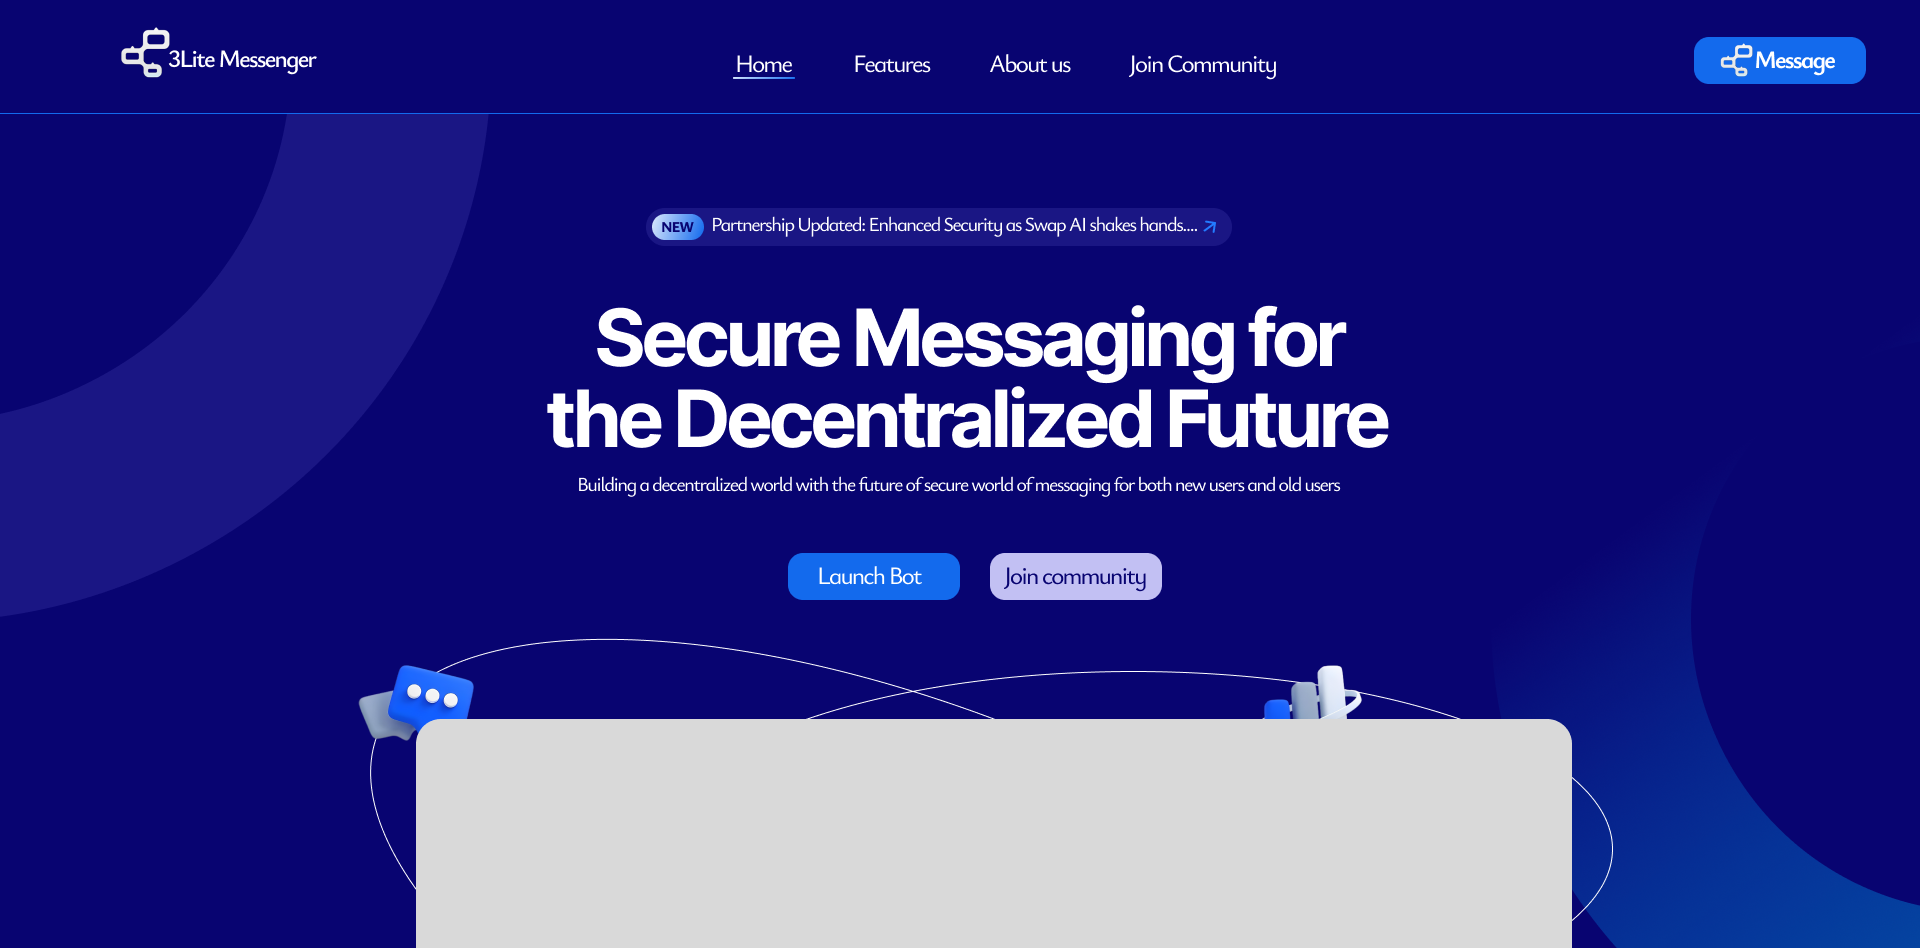 3Lite Messenger
Home
Features
About us
Join Community
Message
NEW Partnership Updated: Enhanced Security as Swap AI shakes hands....
Secure Messaging for
the Decentralized Future
Building a decentralized world with the future of secure world of messaging for both new users and old users
Launch Bot
Join community